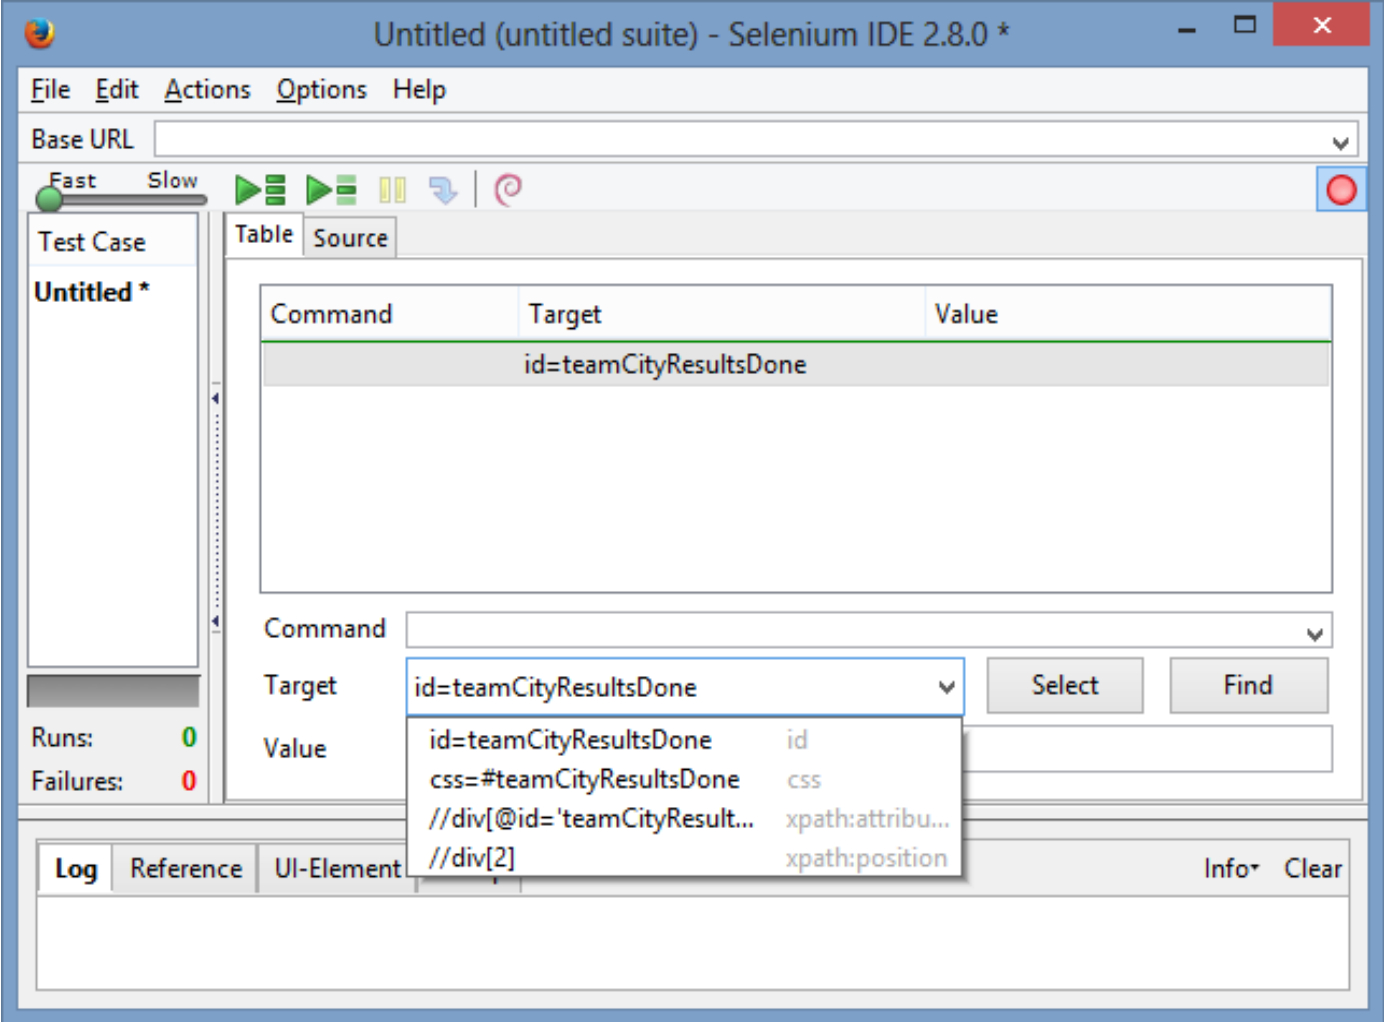 Untitled (untitled suite) - Selenium IDE 2.8.0 *
File Edit Actions Options Help
Base URL
Fast Slow
Test Case
Untitled *
Table Source
Command Target Value
id=teamCityResultsDone
Command
Target id=teamCityResultsDone Select Find
Value
id=teamCityResultsDone id
css=#teamCityResultsDone css
//div[@id='teamCityResult... xpath:attribu...
//div[2] xpath:position
Runs: 0
Failures: 0
Log Reference UI-Element Info Clear